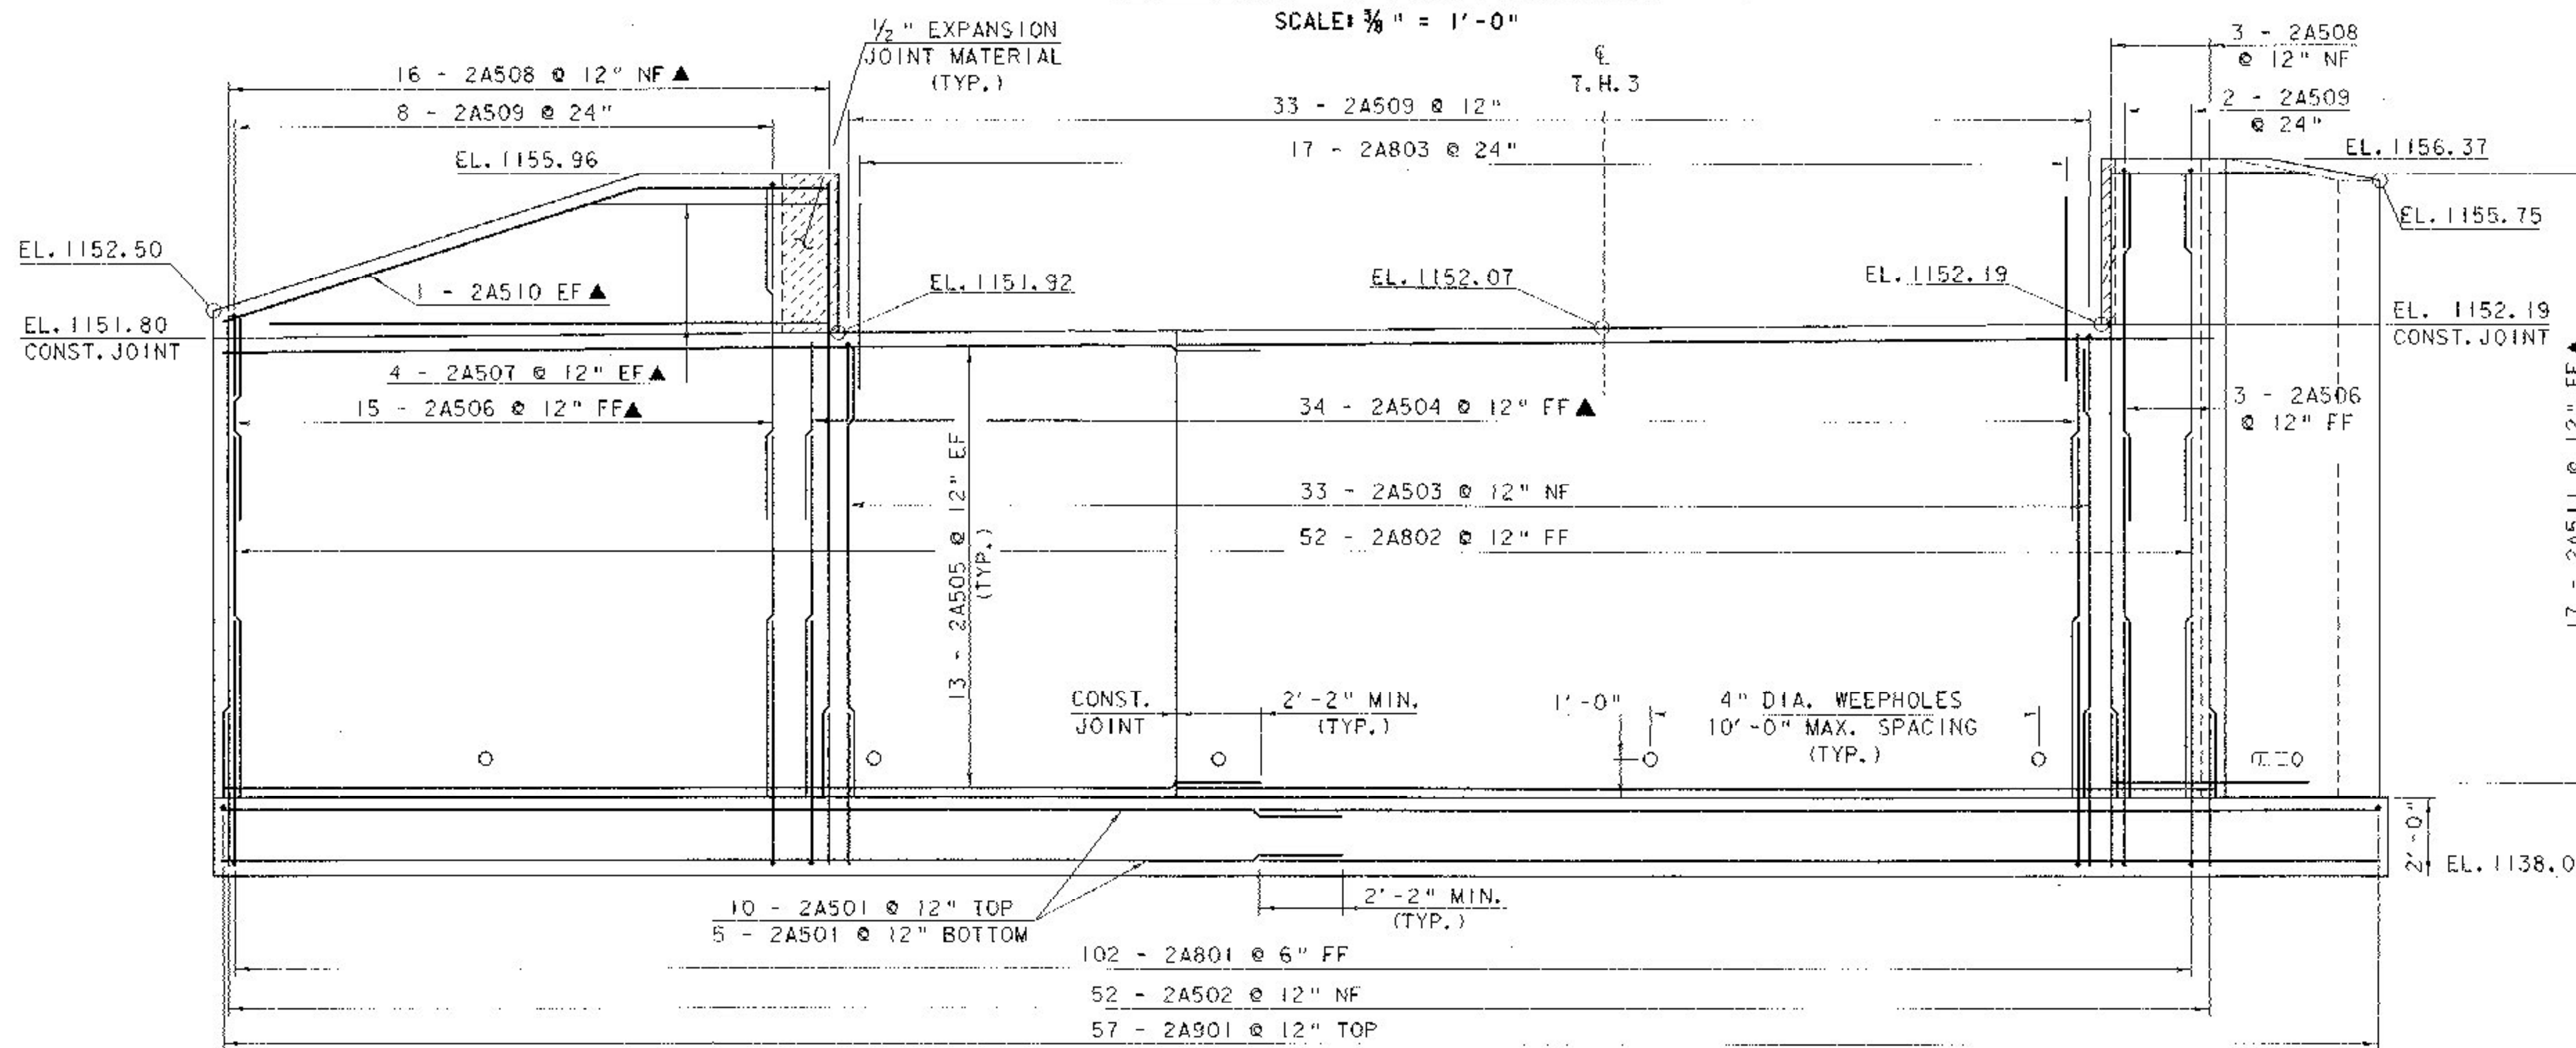 SCALE: 3/8" = 1'-0"
1/2" EXPANSION
JOINT MATERIAL
(TYP.)
℄
T.H.3
3 - 2A508
@ 12" NF
16 - 2A508 @ 12" NF ▲
8 - 2A509 @ 24"
33 - 2A509 @ 12"
2 - 2A509
@ 24"
17 - 2A803 @ 24"
EL.1155.96
EL.1156.37
EL.1155.75
EL.1152.50
1 - 2A510 EF ▲
EL.1151.92
EL.1152.07
EL.1152.19
EL.1151.80
CONST. JOINT
EL. 1152.19
CONST. JOINT
4 - 2A507 @ 12" EF ▲
15 - 2A506 @ 12" FF ▲
34 - 2A504 @ 12" FF ▲
3 - 2A506
@ 12" FF
17 - 2A511 @ 12" EF ▲
13 - 2A505 @ 12" EF
(TYP.)
33 - 2A503 @ 12" NF
52 - 2A802 @ 12" FF
CONST.
JOINT
2'-2" MIN.
(TYP.)
1'-0"
4" DIA. WEEPHOLES
10'-0" MAX. SPACING
(TYP.)
2'-0"
EL. 1138.0
10 - 2A501 @ 12" TOP
5 - 2A501 @ 12" BOTTOM
2'-2" MIN.
(TYP.)
102 - 2A801 @ 6" FF
52 - 2A502 @ 12" NF
57 - 2A901 @ 12" TOP